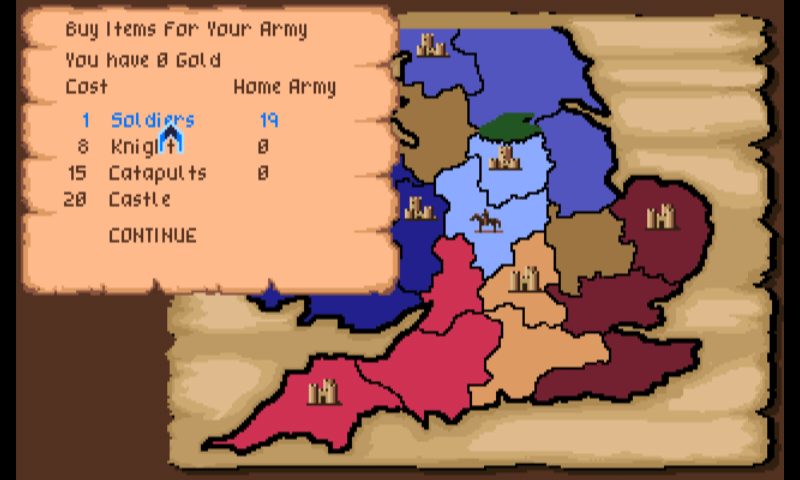 Buy Items For Your Army
You have 0 Gold
Cost Home Army
1 Soldiers 19
8 Knight 0
15 Catapults 0
20 Castle
CONTINUE